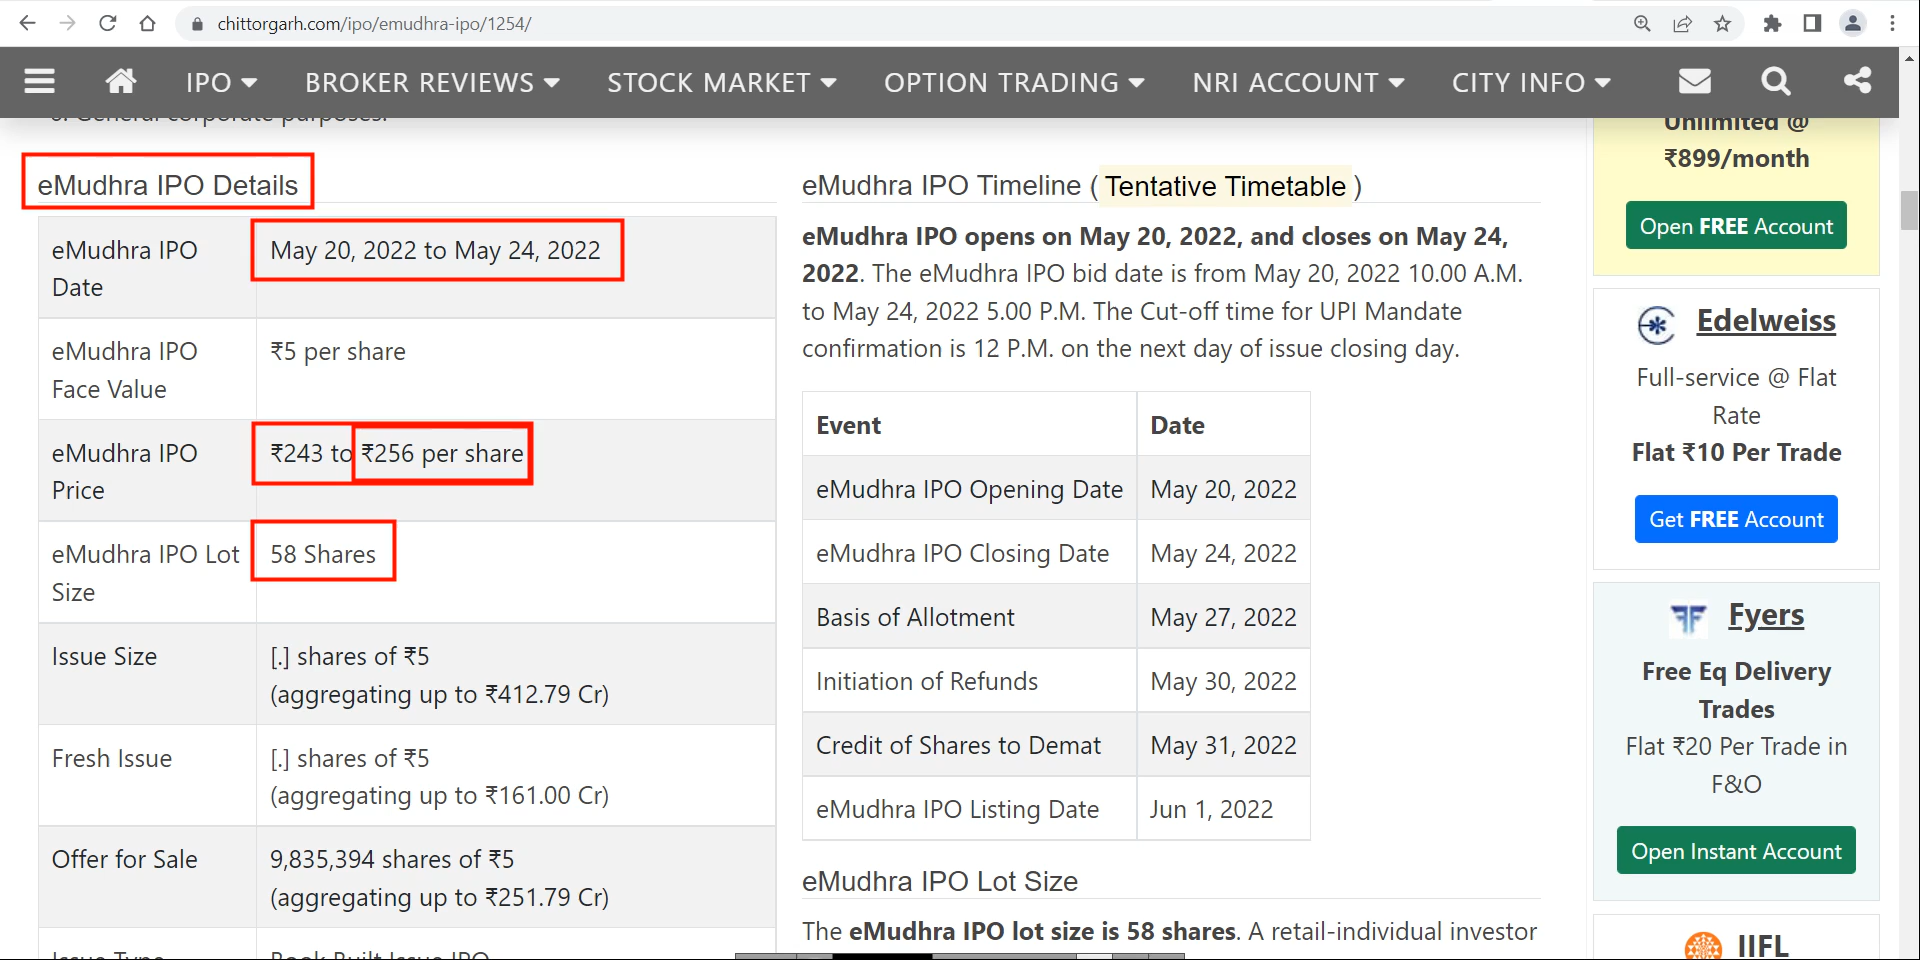 chittorgarh.com/ipo/emudhra-ipo/1254/
IPO BROKER REVIEWS STOCK MARKET OPTION TRADING NRI ACCOUNT CITY INFO
eMudhra IPO Details
eMudhra IPO Date
May 20, 2022 to May 24, 2022
eMudhra IPO Face Value
₹5 per share
eMudhra IPO Price
₹243 to ₹256 per share
eMudhra IPO Lot Size
58 Shares
Issue Size
[.] shares of ₹5
(aggregating up to ₹412.79 Cr)
Fresh Issue
[.] shares of ₹5
(aggregating up to ₹161.00 Cr)
Offer for Sale
9,835,394 shares of ₹5
(aggregating up to ₹251.79 Cr)
eMudhra IPO Timeline (Tentative Timetable)
eMudhra IPO opens on May 20, 2022, and closes on May 24,
2022. The eMudhra IPO bid date is from May 20, 2022 10.00 A.M.
to May 24, 2022 5.00 P.M. The Cut-off time for UPI Mandate
confirmation is 12 P.M. on the next day of issue closing day.
Event Date
eMudhra IPO Opening Date May 20, 2022
eMudhra IPO Closing Date May 24, 2022
Basis of Allotment May 27, 2022
Initiation of Refunds May 30, 2022
Credit of Shares to Demat May 31, 2022
eMudhra IPO Listing Date Jun 1, 2022
eMudhra IPO Lot Size
The eMudhra IPO lot size is 58 shares. A retail-individual investor
Unlimited @
₹899/month
Open FREE Account
Edelweiss
Full-service @ Flat
Rate
Flat ₹10 Per Trade
Get FREE Account
Fyers
Free Eq Delivery
Trades
Flat ₹20 Per Trade in
F&O
Open Instant Account
IIFL